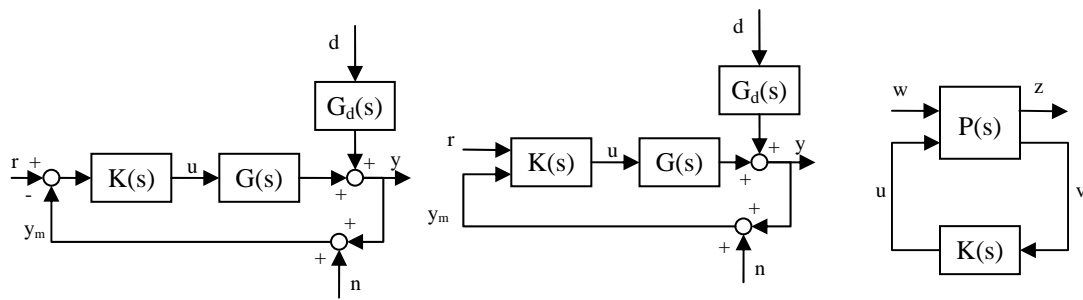 d
G_d(s)
r + - K(s) u G(s) + + y
y_m + +
n
d
G_d(s)
r K(s) u G(s) + + y
y_m + +
n
w z
P(s)
u v
K(s)